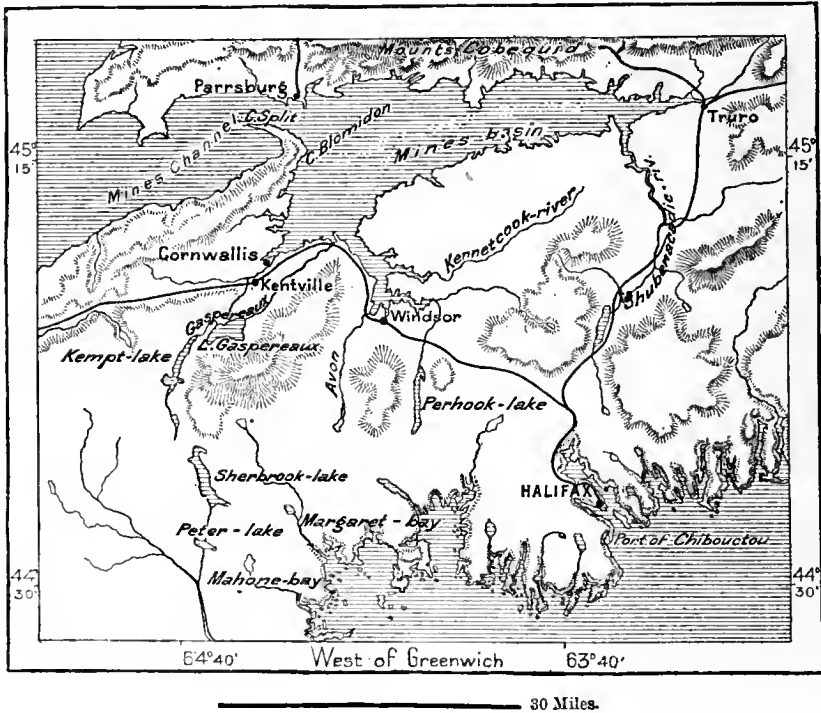 Mounts Cobequid
Parrsburg
C. Split
Truro
C. Blomidon
Mines Channel
Mines-basin
45°
15'
45°
15'
Kennetcook-river
Cornwallis
Kentville
Shubenacadie-riv.
Gaspereaux
Windsor
L. Gaspereaux
Kempt-lake
Avon
Perhook-lake
Sherbrook-lake
HALIFAX
Margaret-bay
Peter-lake
Port of Chibouctou
Mahone-bay
44°
30'
44°
30'
64°40' West of Greenwich 63°40'
30 Miles.